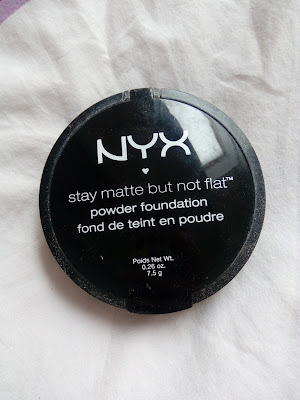 NYX
stay matte but not flat™
powder foundation
fond de teint en poudre
Poids Net Wt.
0.26 oz.
7.5 g